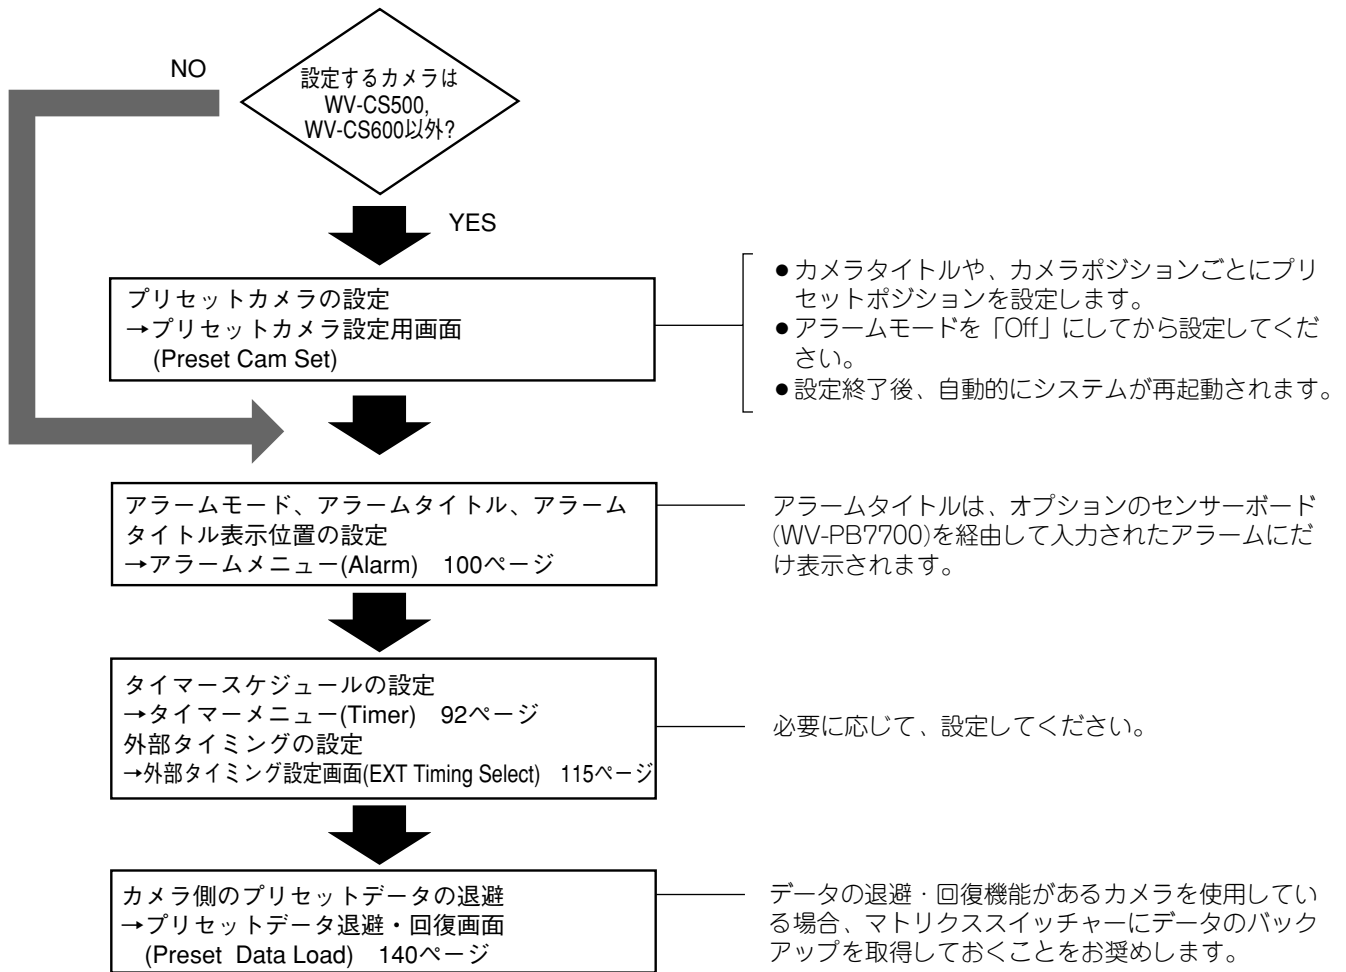 設定するカメラは
WV-CS500,
WV-CS600以外?
NO
YES
プリセットカメラの設定
→プリセットカメラ設定用画面
(Preset Cam Set)
●カメラタイトルや、カメラポジションごとにプリ
セットポジションを設定します。
●アラームモードを「Off」にしてから設定してくだ
さい。
●設定終了後、自動的にシステムが再起動されます。
アラームモード、アラームタイトル、アラーム
タイトル表示位置の設定
→アラームメニュー(Alarm) 100ページ
アラームタイトルは、オプションのセンサーボード
(WV-PB7700)を経由して入力されたアラームにだ
け表示されます。
タイマースケジュールの設定
→タイマーメニュー(Timer) 92ページ
外部タイミングの設定
→外部タイミング設定画面(EXT Timing Select) 115ページ
必要に応じて、設定してください。
カメラ側のプリセットデータの退避
→プリセットデータ退避・回復画面
(Preset Data Load) 140ページ
データの退避・回復機能があるカメラを使用してい
る場合、マトリクススイッチャーにデータのバック
アップを取得しておくことをお奨めします。